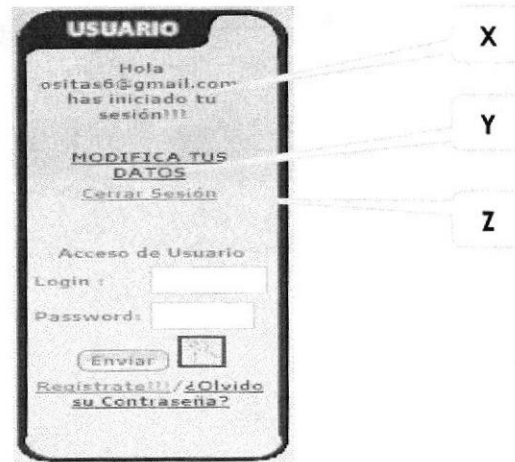 USUARIO
Hola
ositas6@gmail.com
has iniciado tu
sesión!!!
MODIFICA TUS
DATOS
Cerrar Sesión
Acceso de Usuario
Login :
Password:
Enviar
Registrate!!!/¿Olvido
su Contraseña?
X
Y
Z